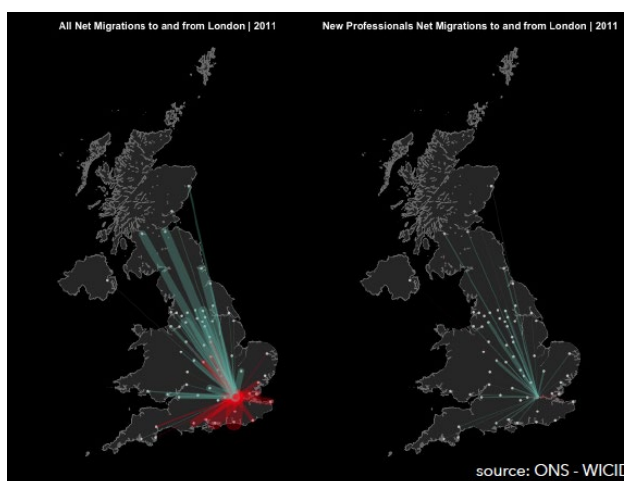 All Net Migrations to and from London | 2011
New Professionals Net Migrations to and from London | 2011
source: ONS - WICID